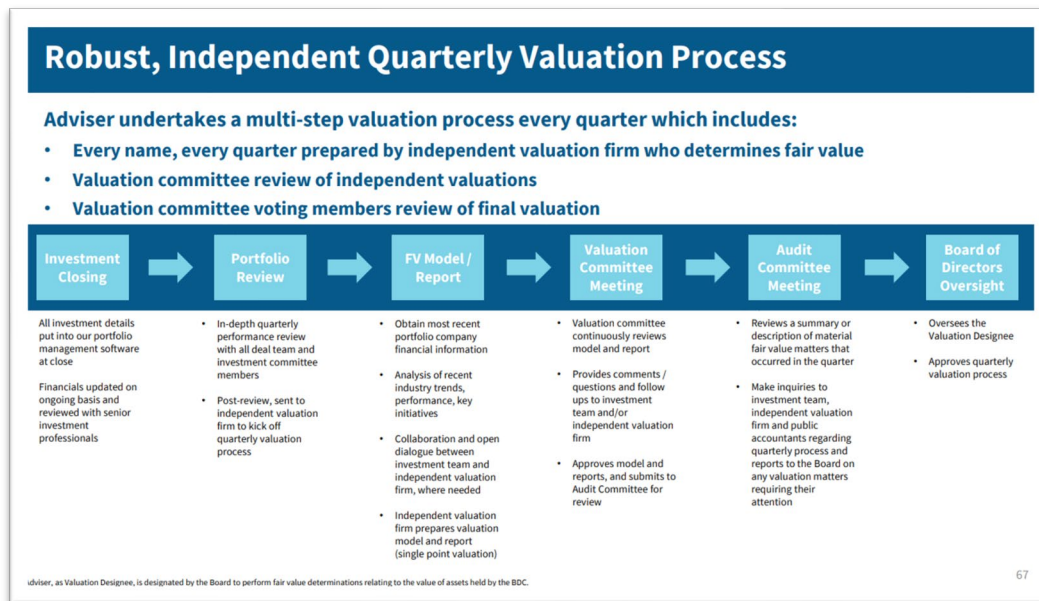 Robust, Independent Quarterly Valuation Process
Adviser undertakes a multi-step valuation process every quarter which includes:
• Every name, every quarter prepared by independent valuation firm who determines fair value
• Valuation committee review of independent valuations
• Valuation committee voting members review of final valuation
Investment
Closing
Portfolio
Review
FV Model /
Report
Valuation
Committee
Meeting
Audit
Committee
Meeting
Board of
Directors
Oversight
All investment details
put into our portfolio
management software
at close
Financials updated on
ongoing basis and
reviewed with senior
investment
professionals
• In-depth quarterly
performance review
with all deal team and
investment committee
members
• Post-review, sent to
independent valuation
firm to kick off
quarterly valuation
process
• Obtain most recent
portfolio company
financial information
• Analysis of recent
industry trends,
performance, key
initiatives
• Collaboration and open
dialogue between
investment team and
independent valuation
firm, where needed
• Independent valuation
firm prepares valuation
model and report
(single point valuation)
• Valuation committee
continuously reviews
model and report
• Provides comments /
questions and follow
ups to investment
team and/or
independent valuation
firm
• Approves model and
reports, and submits to
Audit Committee for
review
• Reviews a summary or
description of material
fair value matters that
occurred in the quarter
• Make inquiries to
investment team,
independent valuation
firm and public
accountants regarding
quarterly process and
reports to the Board on
any valuation matters
requiring their
attention
• Oversees the
Valuation Designee
• Approves quarterly
valuation process
Adviser, as Valuation Designee, is designated by the Board to perform fair value determinations relating to the value of assets held by the BDC.
67